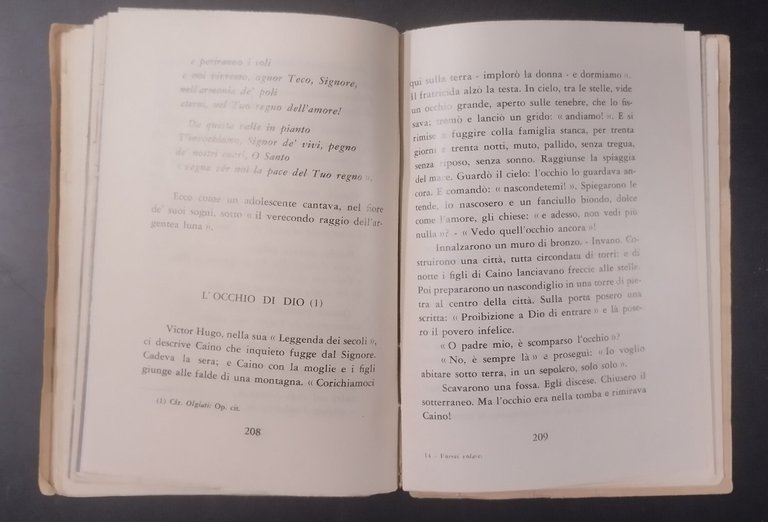 e periranno i soli
e noi vivremo, ognor Teco, Signore,
nell'armonia de' poli
eterni, nel Tuo regno dell'amore!
Da questa valle in pianto
T'invochiamo, Signor de' vivi, pegno
de' nostri cuori, O Santo
e vegna vèr noi la pace del Tuo regno ».
Ecco come un adolescente cantava, nel fiore
de' suoi sogni, sotto « il verecondo raggio dell'ar-
gentea luna ».
L'OCCHIO DI DIO (1)
Victor Hugo, nella sua « Leggenda dei secoli »,
ci descrive Caino che inquieto fugge dal Signore.
Cadeva la sera; e Caino con la moglie e i figli
giunge alle falde di una montagna. « Corichiamoci
(1) Cfr. Olgiati: Op. cit.
208
qui sulla terra - implorò la donna - e dormiamo ».
Il fratricida alzò la testa. In cielo, tra le stelle, vide
un occhio grande, aperto sulle tenebre, che lo fis-
sava; tremò e lanciò un grido: « andiamo! ». E si
rimise a fuggire colla famiglia stanca, per trenta
giorni e trenta notti, muto, pallido, senza tregua,
senza riposo, senza sonno. Raggiunse la spiaggia
del mare. Guardò il cielo: l'occhio lo guardava an-
cora. E comandò: « nascondetemi! ». Spiegarono le
tende, lo nascosero e un fanciullo biondo, dolce
come l'amore, gli chiese: « e adesso, non vedi più
nulla »? - « Vedo quell'occhio ancora! »
Innalzarono un muro di bronzo. - Invano. Co-
struirono una città, tutta circondata di torri: e di
notte i figli di Caino lanciavano freccie alle stelle.
Poi prepararono un nascondiglio in una torre di pie-
tra al centro della città. Sulla porta posero una
scritta: « Proibizione a Dio di entrare » e là pose-
ro il povero infelice.
« O padre mio, è scomparso l'occhio »?
« No, è sempre là » e proseguì: « Io voglio
abitare sotto terra, in un sepolcro, solo solo ».
Scavarono una fossa. Egli discese. Chiusero il
sotterraneo. Ma l'occhio era nella tomba e rimirava
Caino!
209
14 -